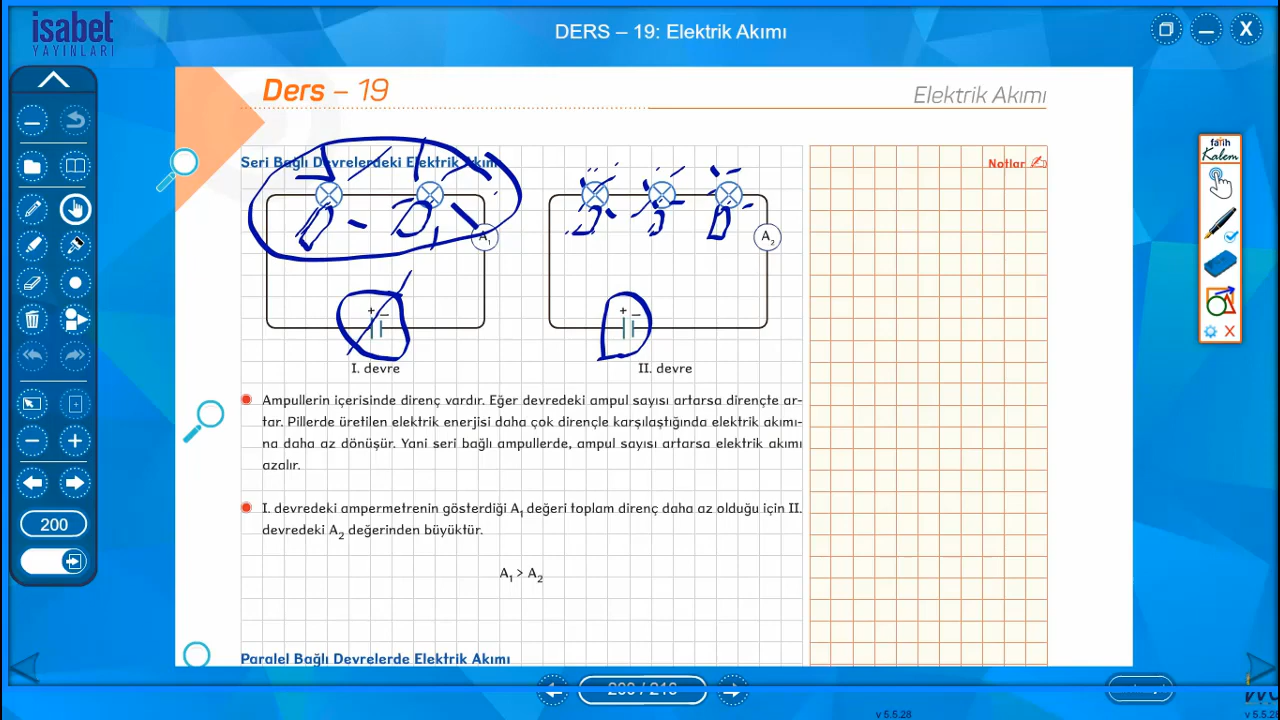 isabet
YAYINLARI
DERS – 19: Elektrik Akımı
X
Ders – 19
Elektrik Akımı
fatih
Kalem
Seri Bağlı Devrelerdeki Elektrik Akımı
Notlar
A1
A2
+ –
+ –
I. devre
II. devre
Ampullerin içerisinde direnç vardır. Eğer devredeki ampul sayısı artarsa dirençte ar-
tar. Pillerde üretilen elektrik enerjisi daha çok dirençle karşılaştığında elektrik akımı-
na daha az dönüşür. Yani seri bağlı ampullerde, ampul sayısı artarsa elektrik akımı
azalır.
I. devredeki ampermetrenin gösterdiği A1 değeri toplam direnç daha az olduğu için II.
devredeki A2 değerinden büyüktür.
A1 > A2
200
Paralel Bağlı Devrelerde Elektrik Akımı
v 5.5.28